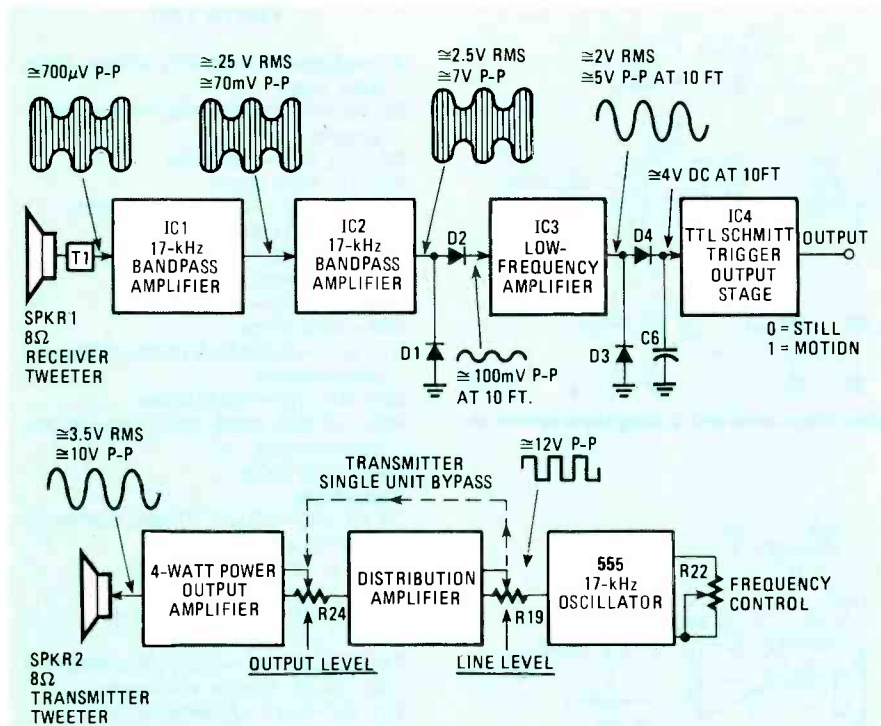 ≅700μV P-P
≅.25 V RMS
≅70mV P-P
≅2.5V RMS
≅7V P-P
≅2V RMS
≅5V P-P AT 10 FT
≅4V DC AT 10FT
T1
IC1
17-kHz
BANDPASS
AMPLIFIER
IC2
17-kHz
BANDPASS
AMPLIFIER
D2
IC3
LOW-
FREQUENCY
AMPLIFIER
D4
IC4
TTL SCHMITT
TRIGGER
OUTPUT
STAGE
OUTPUT
SPKR1
8Ω
RECEIVER
TWEETER
D1
≅100mV P-P
AT 10 FT.
D3
C6
0 = STILL
1 = MOTION
≅3.5V RMS
≅10V P-P
TRANSMITTER
SINGLE UNIT BYPASS
≅12V P-P
4-WATT POWER
OUTPUT
AMPLIFIER
R24
DISTRIBUTION
AMPLIFIER
R19
555
17-kHz
OSCILLATOR
R22
FREQUENCY
CONTROL
OUTPUT LEVEL
LINE LEVEL
SPKR2
8Ω
TRANSMITTER
TWEETER